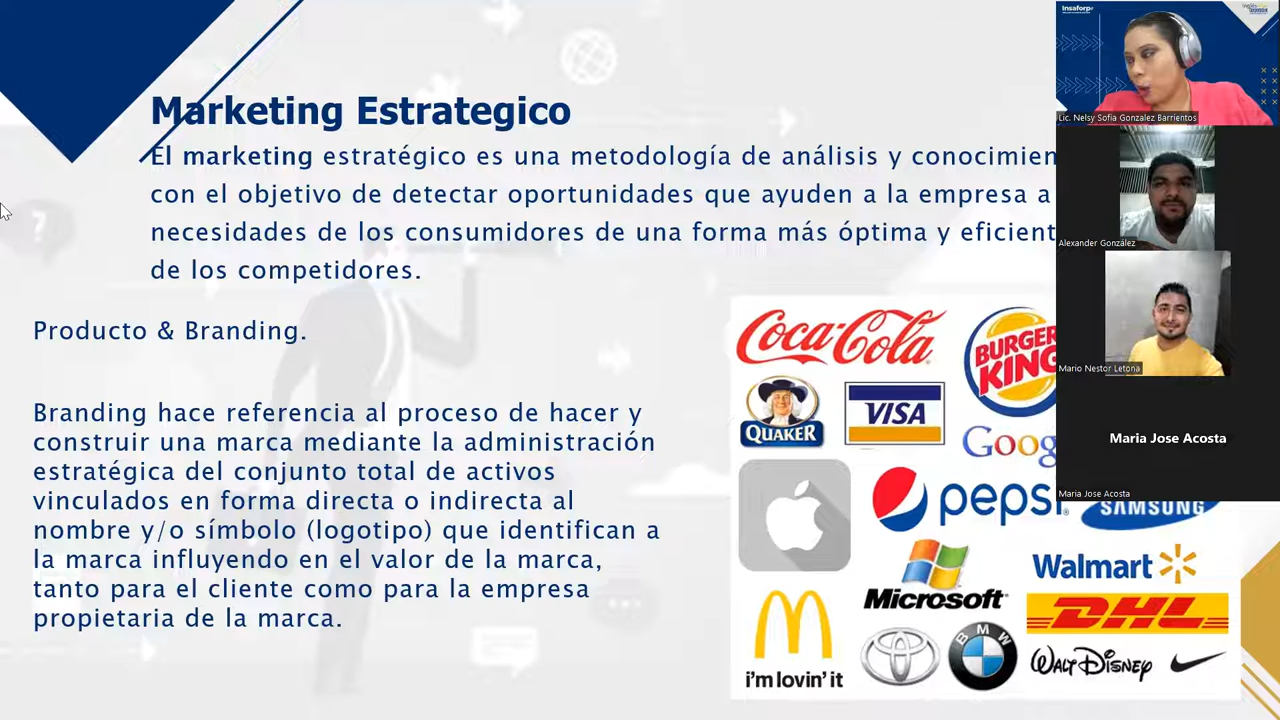 Marketing Estrategico
El marketing estratégico es una metodología de análisis y
con el objetivo de detectar oportunidades que ayuden a la empresa a
necesidades de los consumidores de una forma más óptima y
de los competidores.
Producto & Branding.
Branding hace referencia al proceso de hacer y
construir una marca mediante la administración
estratégica del conjunto total de activos
vinculados en forma directa o indirecta al
nombre y/o símbolo (logotipo) que identifican a
la marca influyendo en el valor de la marca,
tanto para el cliente como para la empresa
propietaria de la marca.
Coca-Cola
BURGER
KING
QUAKER
VISA
pepsi
SAMSUNG
Walmart
Microsoft
DHL
BMW
i'm lovin' it
WALT DISNEY
Insaforp
Lic. Nelsy Sofia Gonzalez Barrientos
Alexander González
Mario Nestor Letona
Maria Jose Acosta
Maria Jose Acosta